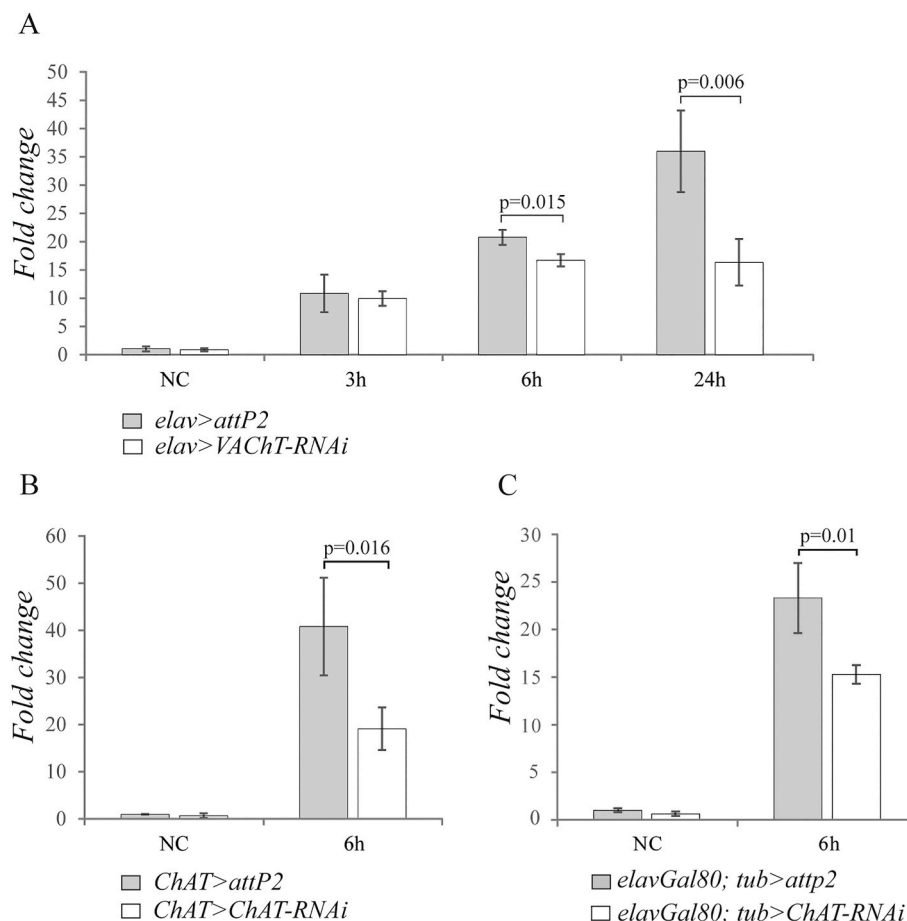 A
Fold change
50
45
40
35
30
25
20
15
10
5
0
p=0.015
p=0.006
NC 3h 6h 24h
elav>attP2
elav>VAChT-RNAi
B
Fold change
60
50
40
30
20
10
0
p=0.016
NC 6h
ChAT>attP2
ChAT>ChAT-RNAi
C
Fold change
30
25
20
15
10
5
0
p=0.01
NC 6h
elavGal80; tub>attp2
elavGal80; tub>ChAT-RNAi